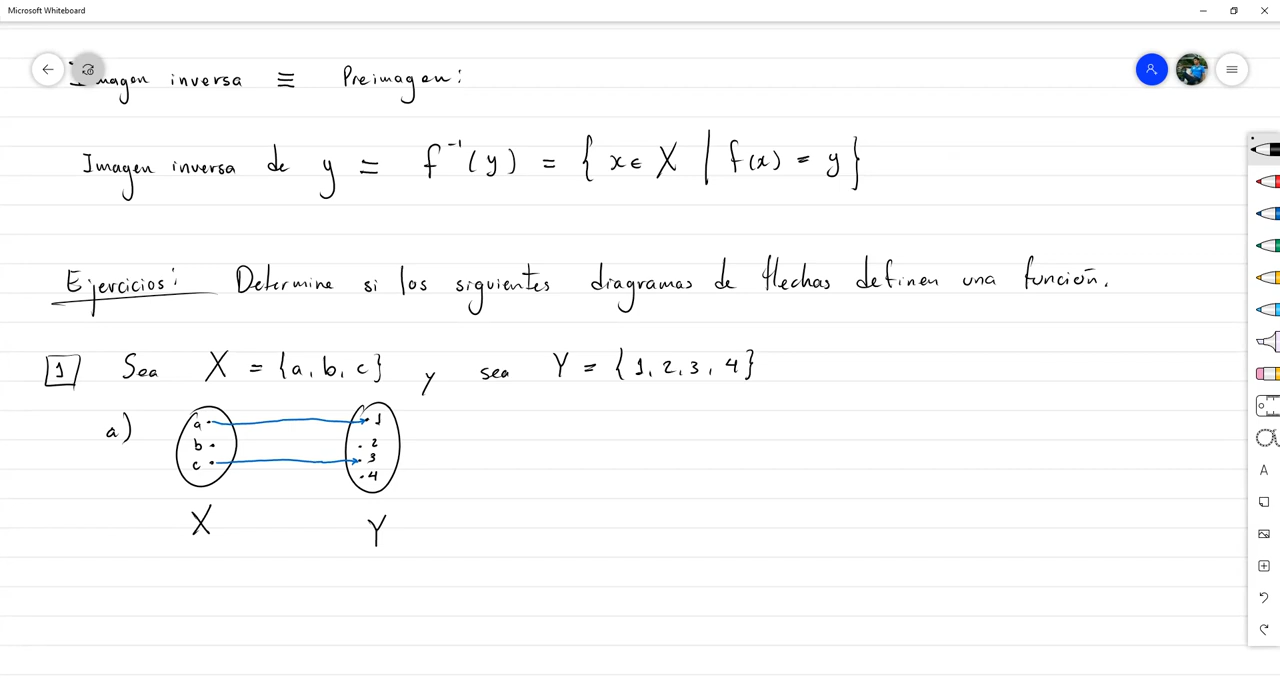 Microsoft Whiteboard
Imagen inversa ≡ Preimagen:
Imagen inversa de y = f⁻¹(y) = { x ∈ X | f(x) = y }
Ejercicios: Determine si los siguientes diagramas de flechas definen una función.
1 Sea X = {a, b, c} y sea Y = {1, 2, 3, 4}
a)
a 1
b 2
c 3
4
X Y
A